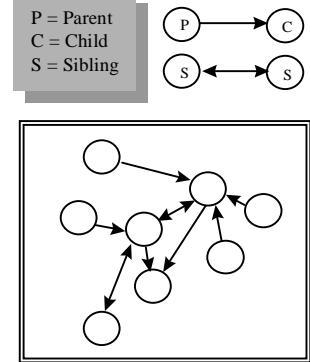 P = Parent
C = Child
S = Sibling
P
C
S
S